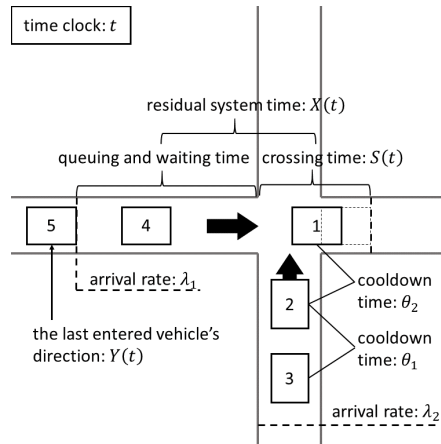 time clock: t
residual system time: X(t)
queuing and waiting time
crossing time: S(t)
5
4
1
arrival rate: λ₁
cooldown
time: θ₂
2
the last entered vehicle's
direction: Y(t)
cooldown
time: θ₁
3
arrival rate: λ₂